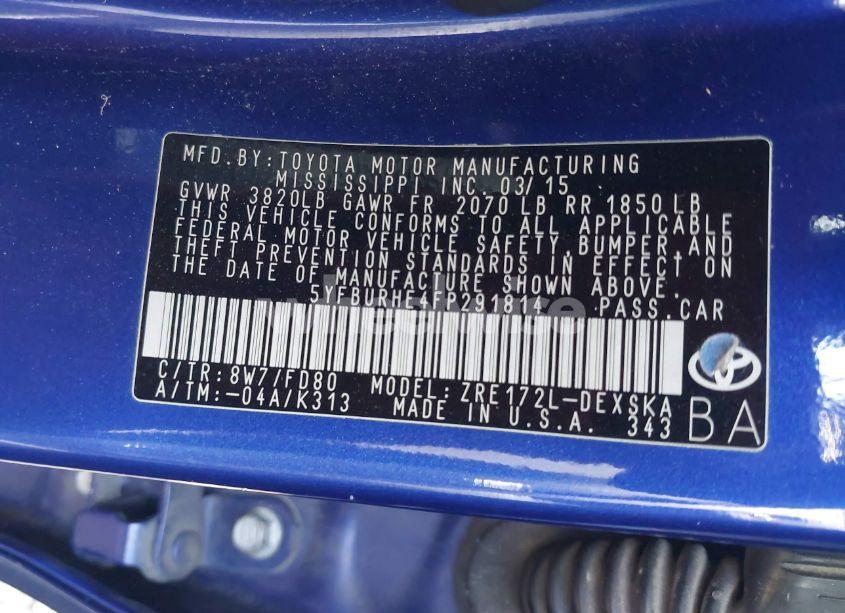 MFD.BY:TOYOTA MOTOR MANUFACTURING
MISSISSIPPI INC. 03/15
GVWR 3820LB GAWR FR 2070LB RR 1850LB
THIS VEHICLE CONFORMS TO ALL APPLICABLE
FEDERAL MOTOR VEHICLE SAFETY,BUMPER,AND
THEFT PREVENTION STANDARDS IN EFFECT ON
THE DATE OF MANUFACTURE SHOWN ABOVE.
5YFBURHE4FP291814 PASS.CAR
C/TR:8W7/FD80 MODEL:ZRE172L-DEXSKA
A/TM:-04A/K313 MADE IN U.S.A. 343
BA